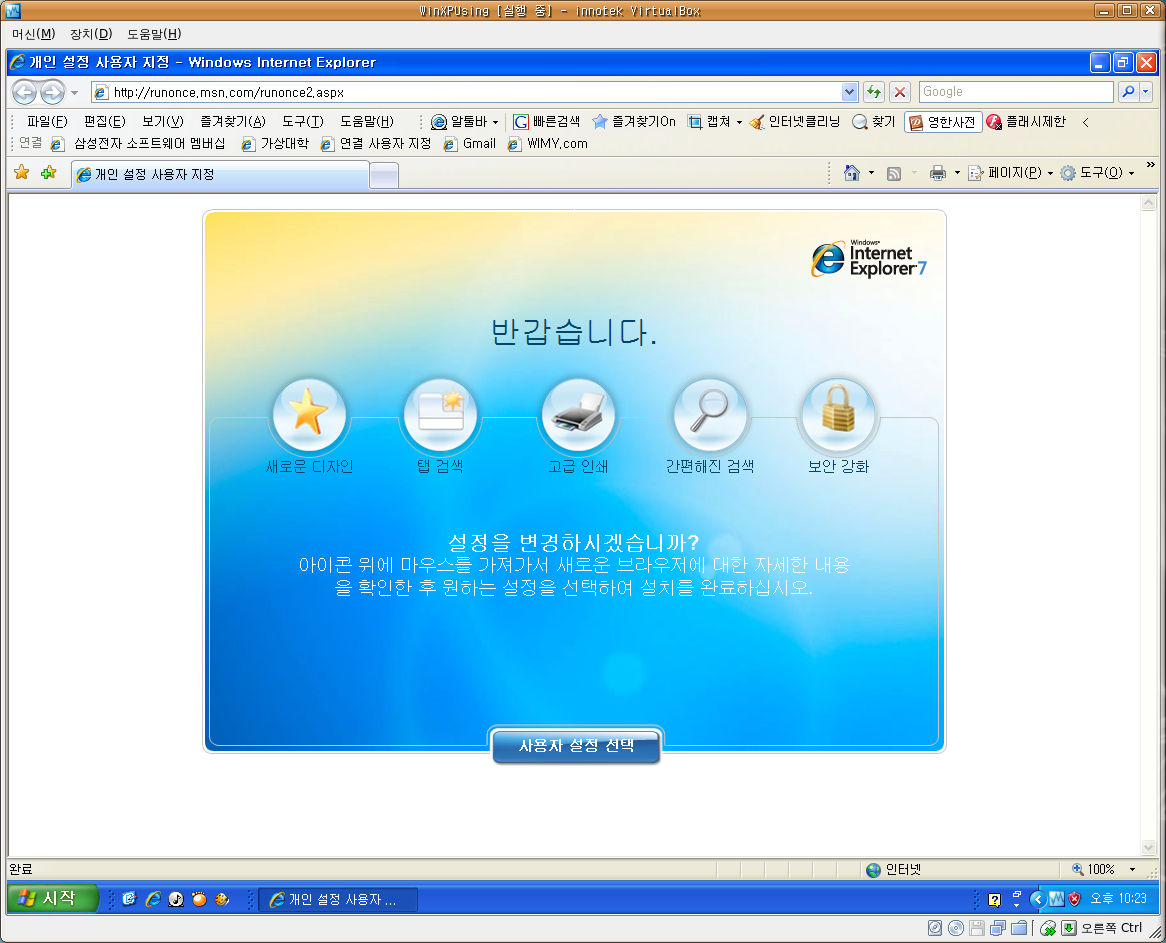 WinXPUsing [실행 중] - innotek VirtualBox
머신(M) 장치(D) 도움말(H)
개인 설정 사용자 지정 - Windows Internet Explorer
http://runonce.msn.com/runonce2.aspx Google
파일(F) 편집(E) 보기(V) 즐겨찾기(A) 도구(T) 도움말(H) 알툴바 빠른검색 즐겨찾기On 캡쳐 인터넷클리닝 찾기 영한사전 플래시제한
연결 삼성전자 소프트웨어 멤버십 가상대학 연결 사용자 지정 Gmail WIMY.com
개인 설정 사용자 지정 페이지(P) 도구(O)
Windows
Internet
Explorer 7
반갑습니다.
새로운 디자인 탭 검색 고급 인쇄 간편해진 검색 보안 강화
설정을 변경하시겠습니까?
아이콘 위에 마우스를 가져가서 새로운 브라우저에 대한 자세한 내용
을 확인한 후 원하는 설정을 선택하여 설치를 완료하십시오.
사용자 설정 선택
완료 인터넷 100%
시작 개인 설정 사용자 ... 오후 10:23
오른쪽 Ctrl